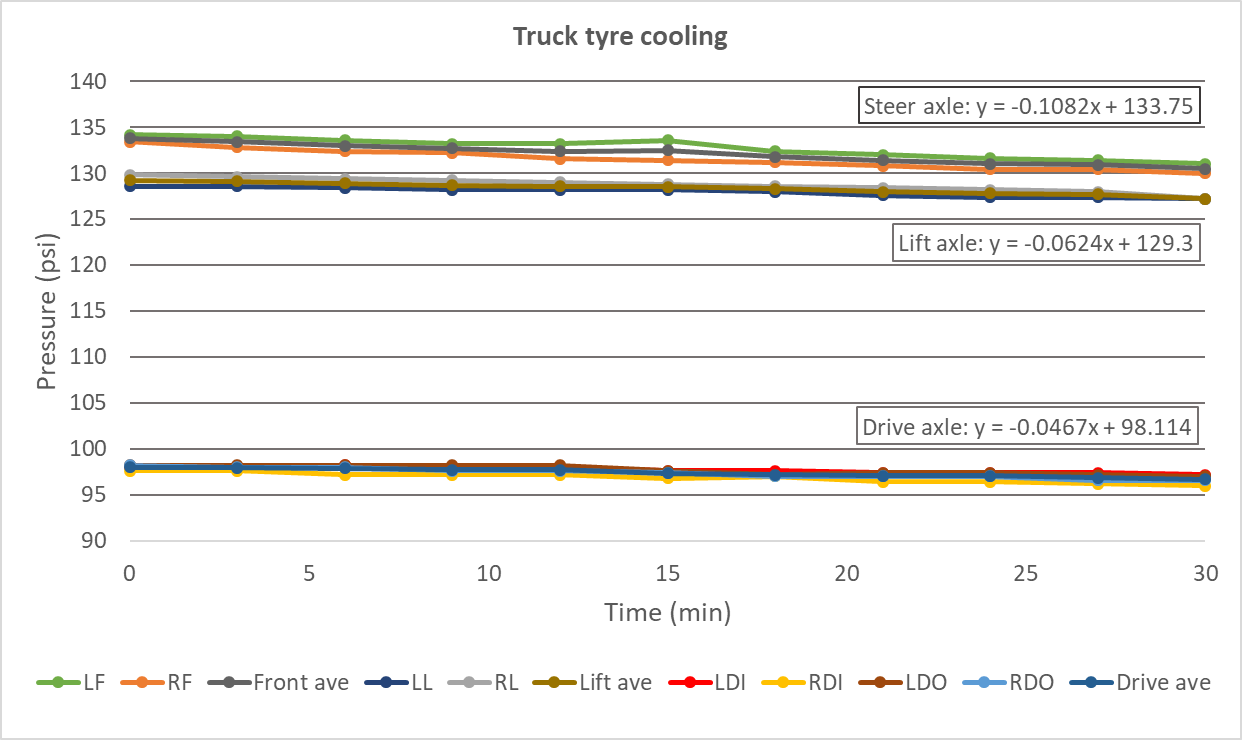 Truck tyre cooling
140
135
130
125
120
115
110
105
100
95
90
Pressure (psi)
Steer axle: y = -0.1082x + 133.75
Lift axle: y = -0.0624x + 129.3
Drive axle: y = -0.0467x + 98.114
0 5 10 15 20 25 30
Time (min)
LF RF Front ave LL RL Lift ave LDI RDI LDO RDO Drive ave